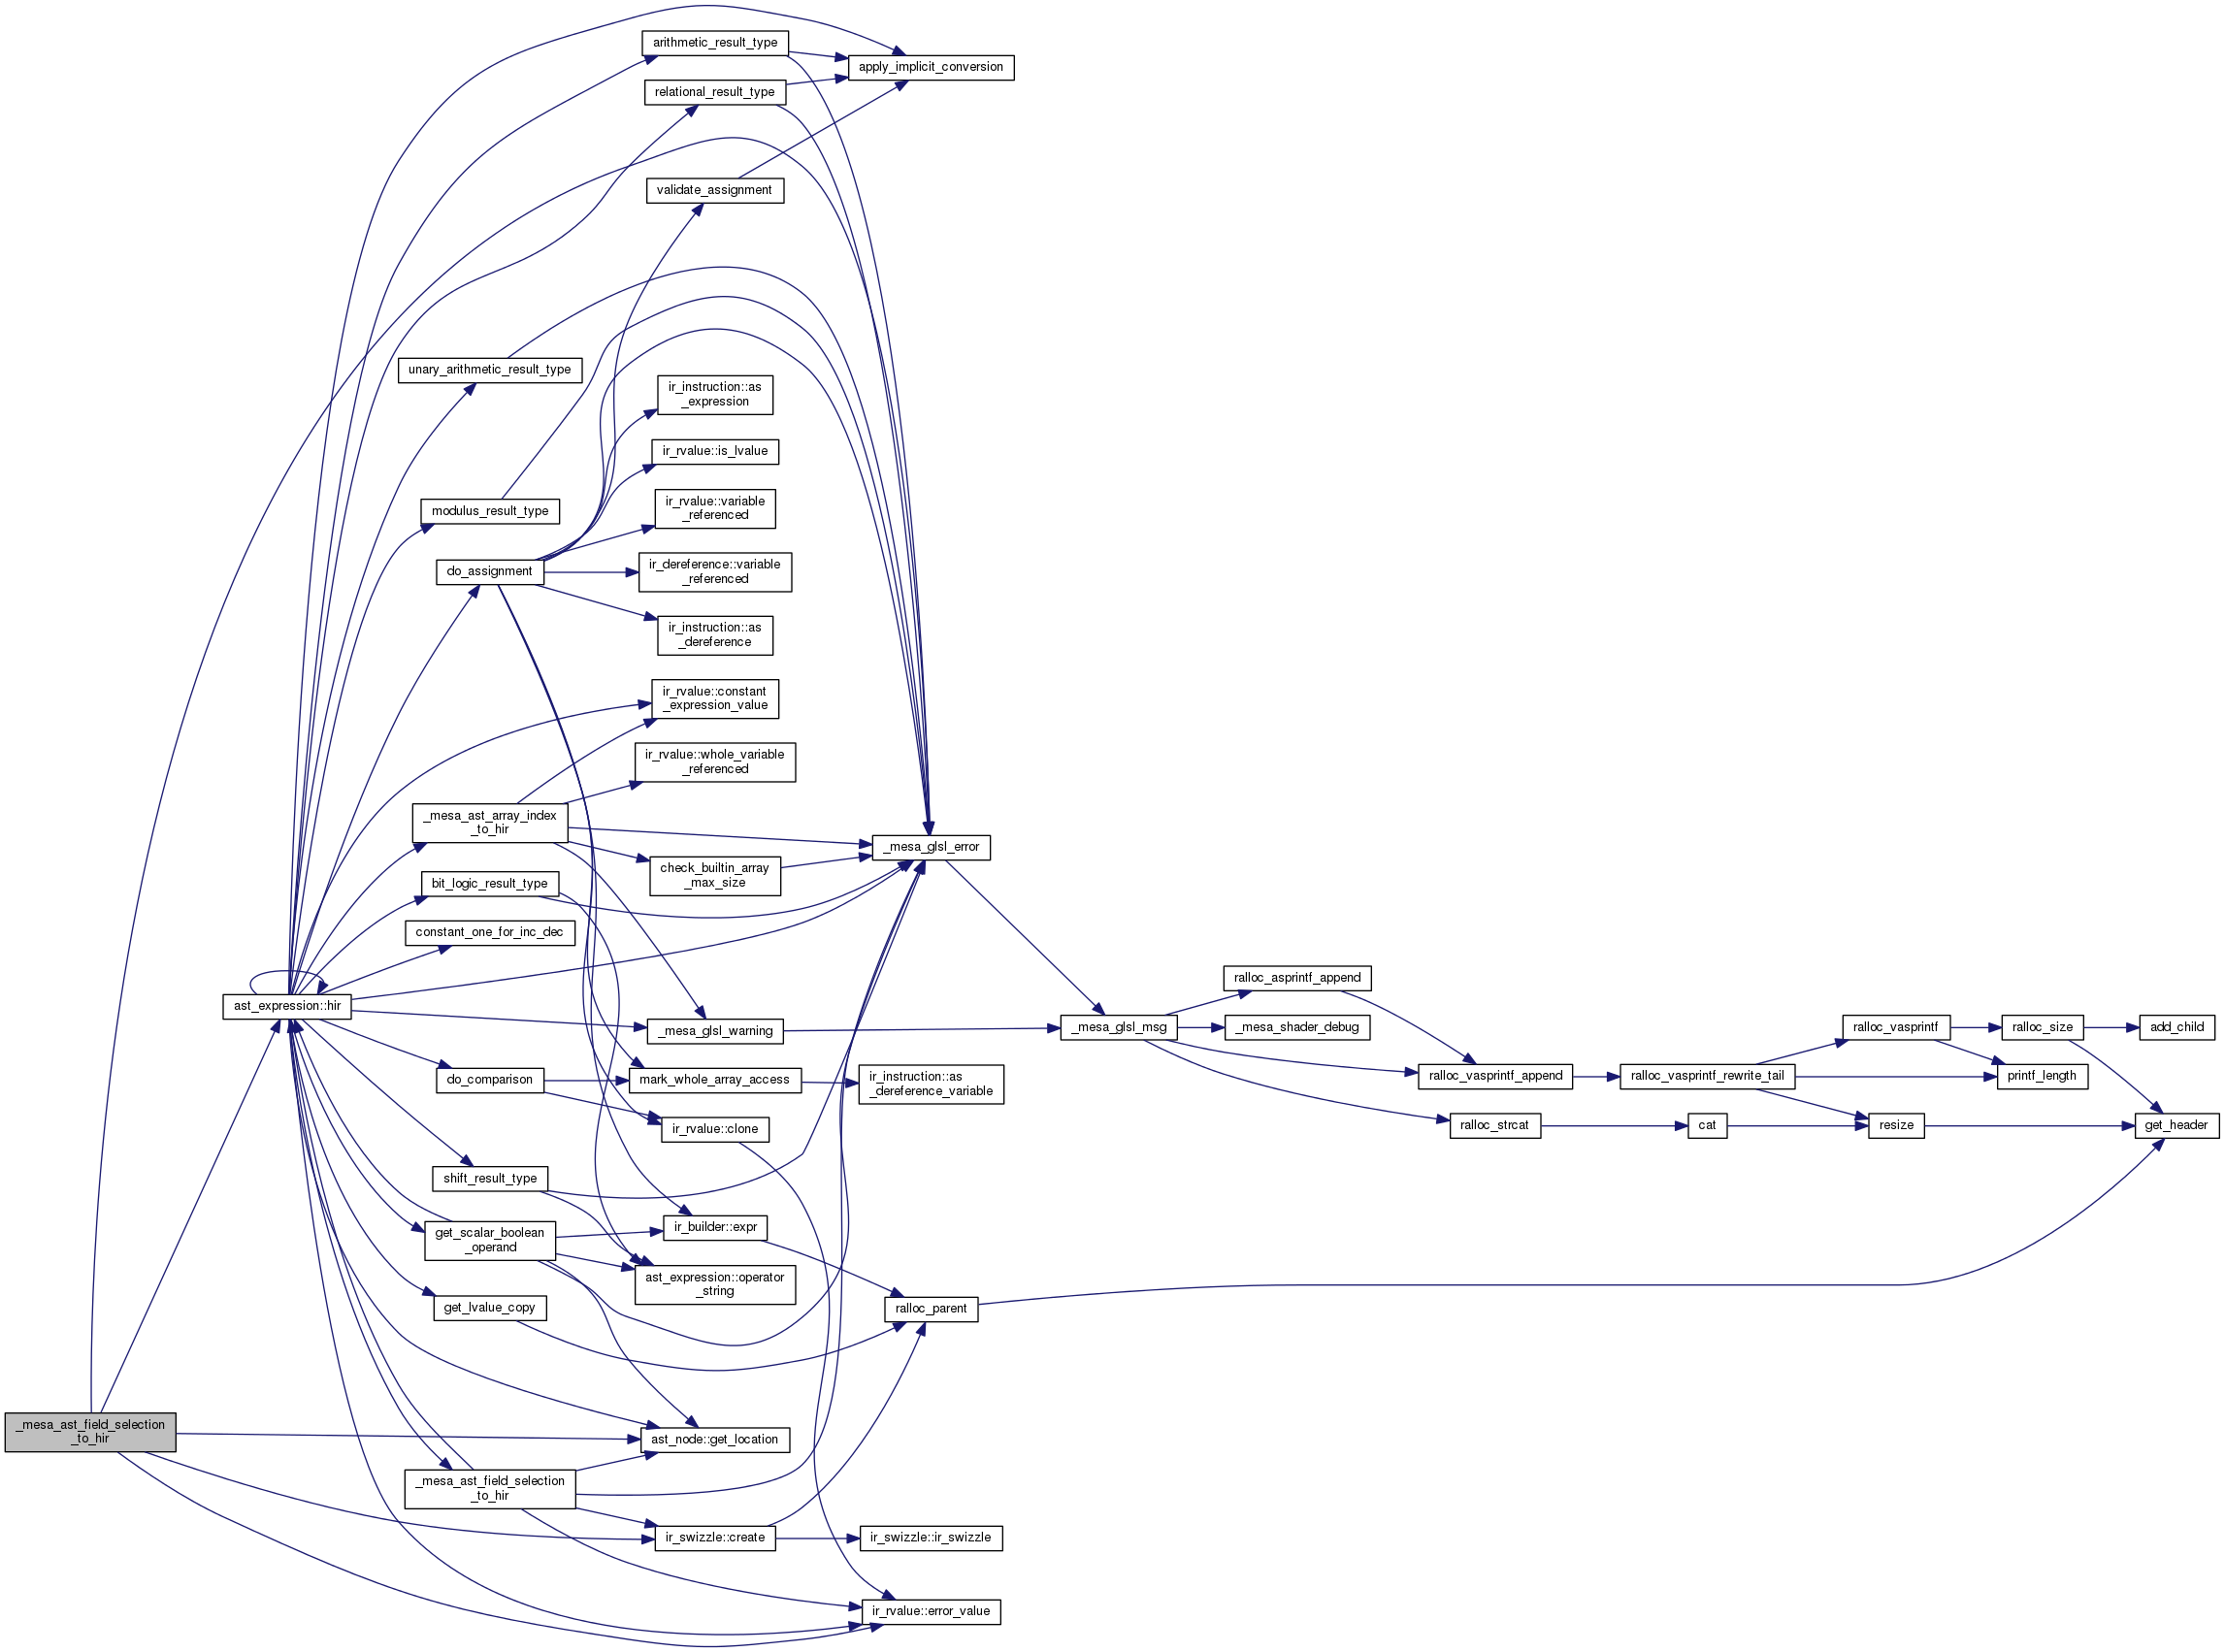 arithmetic_result_type
apply_implicit_conversion
relational_result_type
validate_assignment
unary_arithmetic_result_type
ir_instruction::as
_expression
ir_rvalue::is_lvalue
modulus_result_type
ir_rvalue::variable
_referenced
do_assignment
ir_dereference::variable
_referenced
ir_instruction::as
_dereference
ir_rvalue::constant
_expression_value
ir_rvalue::whole_variable
_referenced
_mesa_ast_array_index
_to_hir
_mesa_glsl_error
check_builtin_array
_max_size
bit_logic_result_type
constant_one_for_inc_dec
ast_expression::hir
_mesa_glsl_warning
_mesa_glsl_msg
ralloc_asprintf_append
_mesa_shader_debug
ralloc_vasprintf
ralloc_size
add_child
do_comparison
mark_whole_array_access
ir_instruction::as
_dereference_variable
ralloc_vasprintf_append
ralloc_vasprintf_rewrite_tail
printf_length
ir_rvalue::clone
ralloc_strcat
cat
resize
get_header
shift_result_type
get_scalar_boolean
_operand
ir_builder::expr
ast_expression::operator
_string
get_lvalue_copy
ralloc_parent
_mesa_ast_field_selection
_to_hir
ast_node::get_location
_mesa_ast_field_selection
_to_hir
ir_swizzle::create
ir_swizzle::ir_swizzle
ir_rvalue::error_value